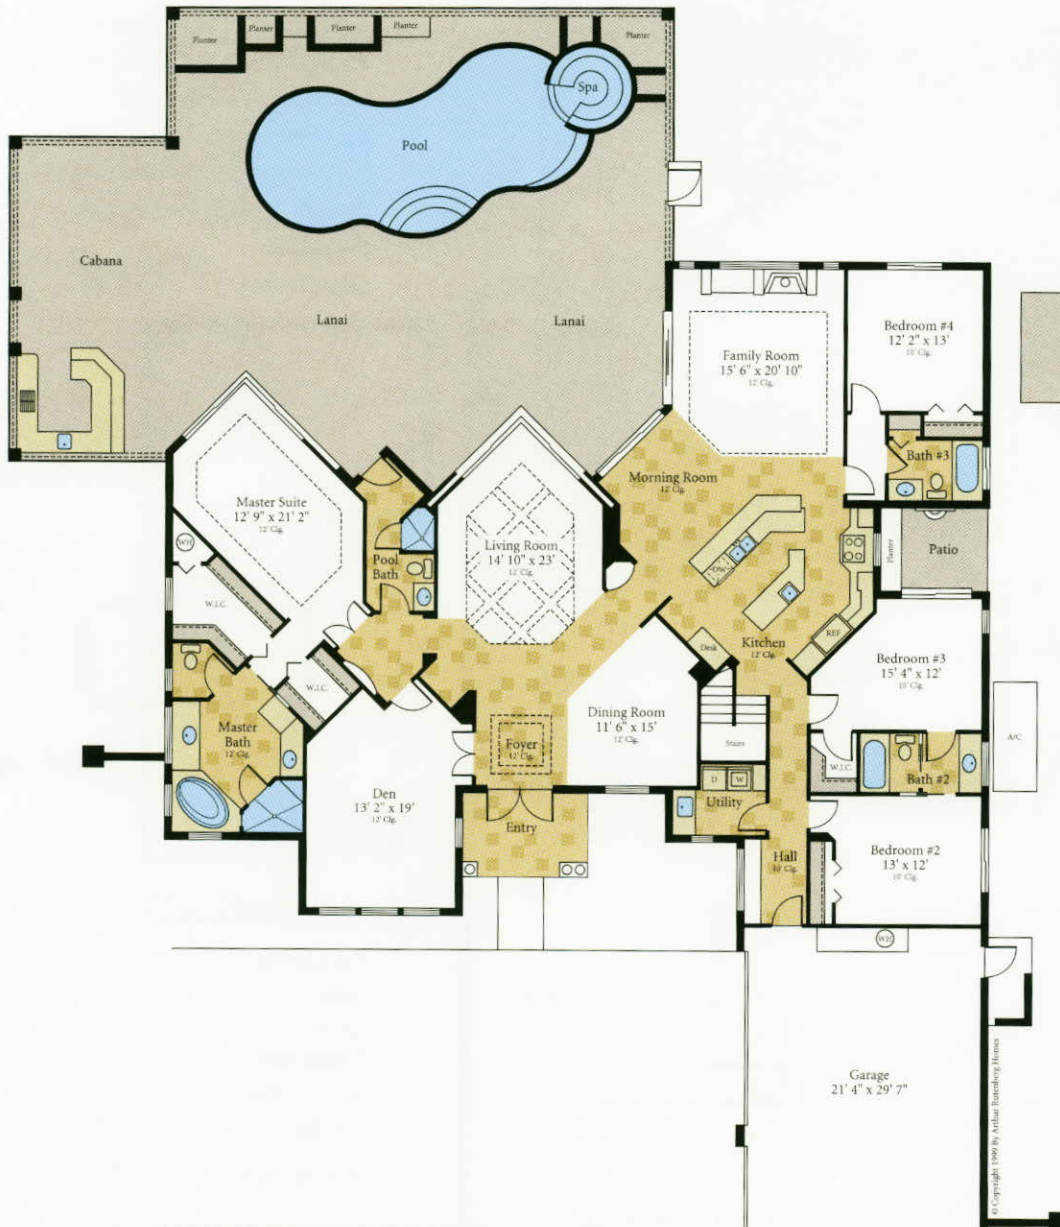 Planter
Planter
Planter
Planter
Planter
Spa
Pool
Cabana
Lanai
Lanai
Bedroom #4
12' 2" x 13'
10' Clg.
Family Room
15' 6" x 20' 10"
12' Clg.
Bath #3
Morning Room
12' Clg.
Master Suite
12' 9" x 21' 2"
12' Clg.
WH
Living Room
14' 10" x 23'
12' Clg.
Pool
Bath
DW
Planter
Patio
W.I.C.
REF
Desk
Kitchen
12' Clg.
Bedroom #3
15' 4" x 12'
10' Clg.
W.I.C.
Dining Room
11' 6" x 15'
12' Clg.
Master
Bath
12' Clg.
Foyer
12' Clg.
Stairs
A/C
W.I.C.
Bath #2
D
W
Utility
Den
13' 2" x 19'
12' Clg.
Entry
Hall
10' Clg.
Bedroom #2
13' x 12'
10' Clg.
WH
Garage
21' 4" x 29' 7"
© Copyright 1999 By Arthur Rutenberg Homes